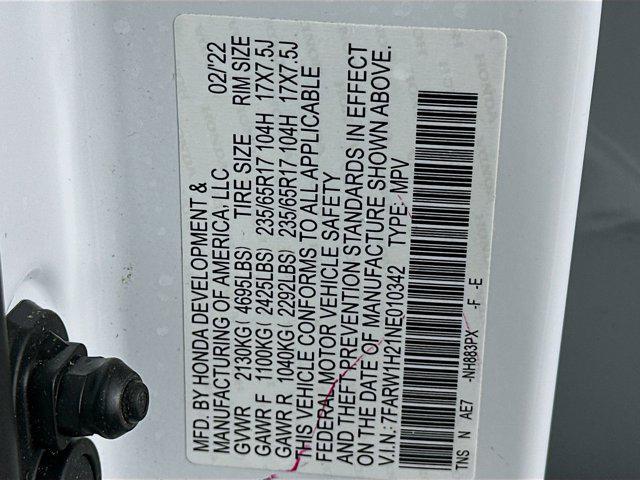 MFD. BY HONDA DEVELOPMENT & 02/'22
MANUFACTURING OF AMERICA, LLC
GVWR 2130KG(4695LBS) TIRE SIZE RIM SIZE
GAWR F 1100KG(2425LBS) 235/65R17 104H 17X7.5J
GAWR R 1040KG(2292LBS) 235/65R17 104H 17X7.5J
THIS VEHICLE CONFORMS TO ALL APPLICABLE
FEDERAL MOTOR VEHICLE SAFETY
AND THEFT PREVENTION STANDARDS IN EFFECT
ON THE DATE OF MANUFACTURE SHOWN ABOVE.
V.I.N.:7FARW1H21NE010342 TYPE: MPV
TNS N AE7 -NH883PX -F -E